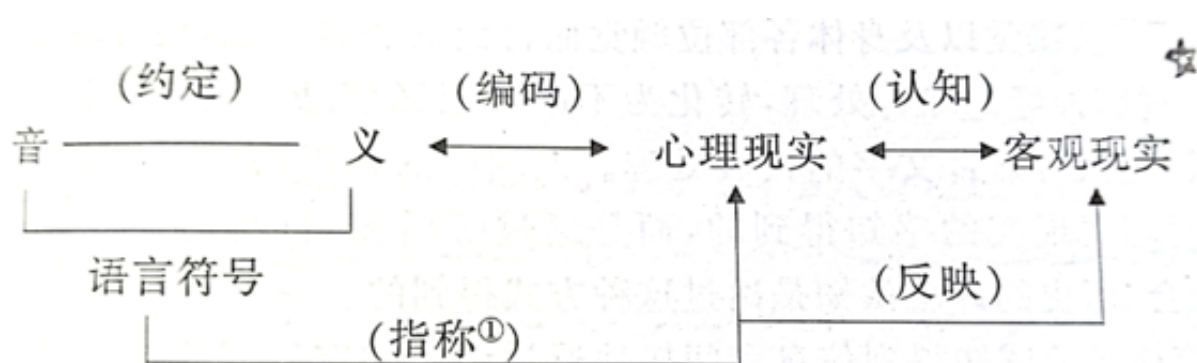 (约定) (编码) (认知)
音 义 心理现实 客观现实
语言符号 (反映)
(指称①)